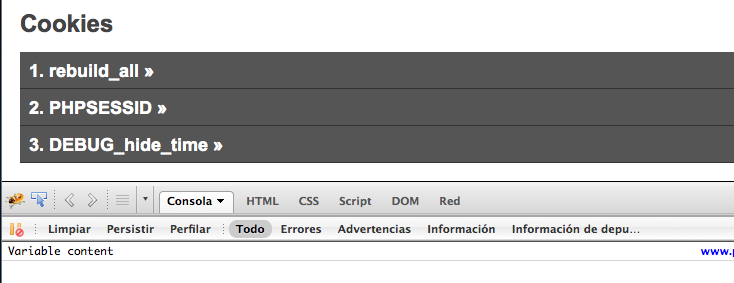 Cookies
1. rebuild_all »
2. PHPSESSID »
3. DEBUG_hide_time »
Consola HTML CSS Script DOM Red
Limpiar Persistir Perfilar Todo Errores Advertencias Información Información de depu...
Variable content www.p